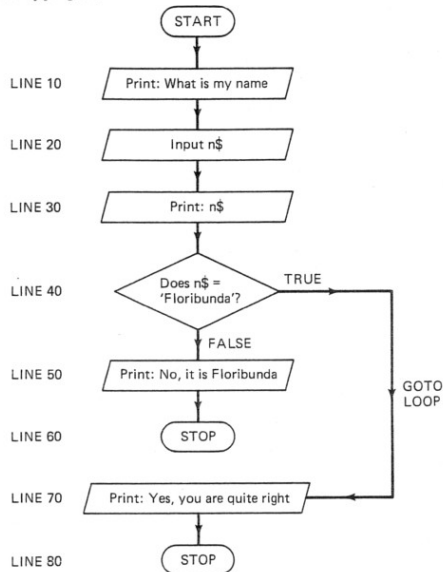 START
LINE 10 Print: What is my name
LINE 20 Input n$
LINE 30 Print: n$
LINE 40 Does n$ =
'Floribunda'?
TRUE
FALSE
LINE 50 Print: No, it is Floribunda
GOTO
LOOP
LINE 60 STOP
LINE 70 Print: Yes, you are quite right
LINE 80 STOP